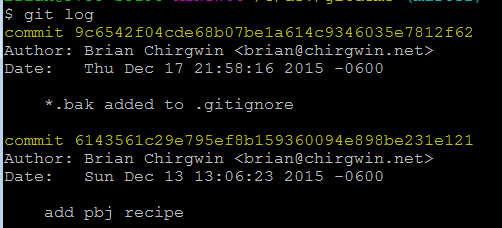 $ git log
commit 9c6542f04cde68b07be1a614c9346035e7812f62
Author: Brian Chirgwin <brian@chirgwin.net>
Date:   Thu Dec 17 21:58:16 2015 -0600
*.bak added to .gitignore
commit 6143561c29e795ef8b159360094e898be231e121
Author: Brian Chirgwin <brian@chirgwin.net>
Date:   Sun Dec 13 13:06:23 2015 -0600
add pbj recipe